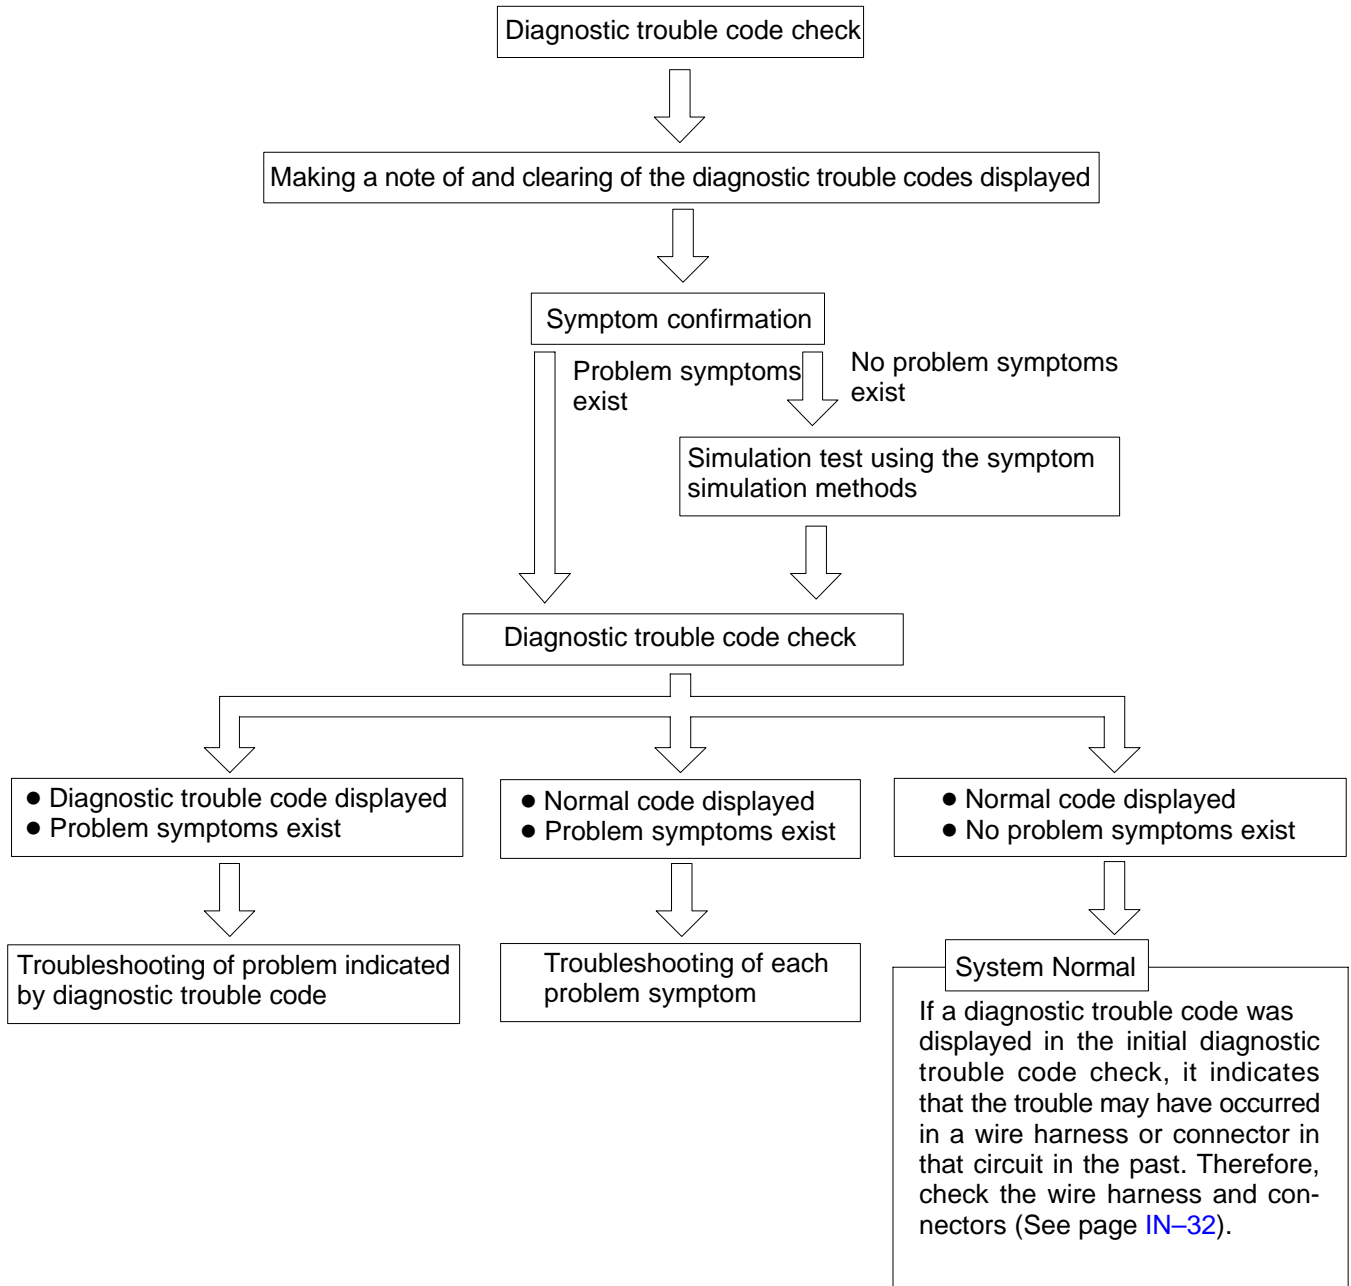 Diagnostic trouble code check
Making a note of and clearing of the diagnostic trouble codes displayed
Symptom confirmation
Problem symptoms
exist
No problem symptoms
exist
Simulation test using the symptom
simulation methods
Diagnostic trouble code check
● Diagnostic trouble code displayed
● Problem symptoms exist
● Normal code displayed
● Problem symptoms exist
● Normal code displayed
● No problem symptoms exist
Troubleshooting of problem indicated
by diagnostic trouble code
Troubleshooting of each
problem symptom
System Normal
If a diagnostic trouble code was
displayed in the initial diagnostic
trouble code check, it indicates
that the trouble may have occurred
in a wire harness or connector in
that circuit in the past. Therefore,
check the wire harness and con-
nectors (See page IN–32).